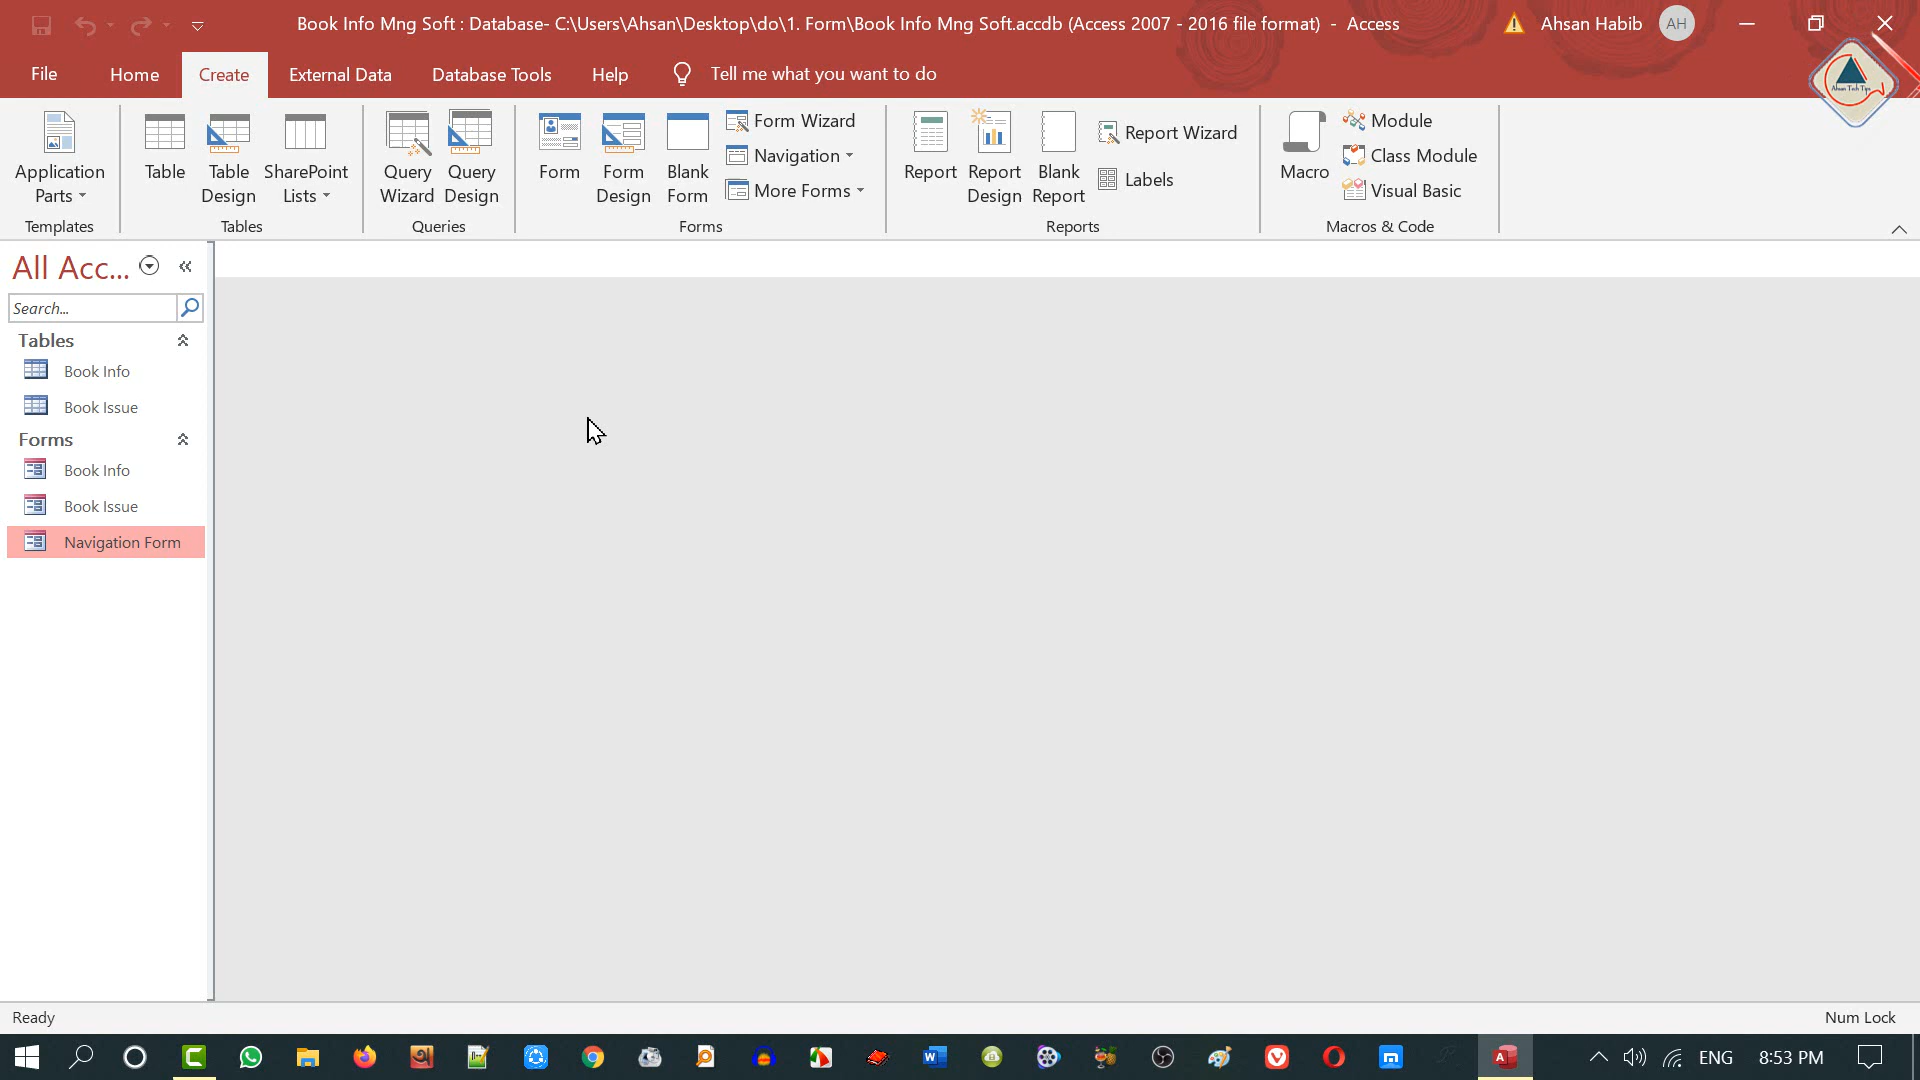 Book Info Mng Soft : Database- C:\Users\Ahsan\Desktop\do\1. Form\Book Info Mng Soft.accdb (Access 2007 - 2016 file format) - Access
Ahsan Habib AH
File Home Create External Data Database Tools Help Tell me what you want to do
Ahsan Tech Tips
Application Parts
Templates
Table
Table Design
SharePoint Lists
Tables
Query Wizard
Query Design
Queries
Form
Form Design
Blank Form
Form Wizard
Navigation
More Forms
Forms
Report
Report Design
Blank Report
Report Wizard
Labels
Reports
Macro
Module
Class Module
Visual Basic
Macros & Code
All Acc...
Search...
Tables
Book Info
Book Issue
Forms
Book Info
Book Issue
Navigation Form
Ready
Num Lock
ENG 8:53 PM